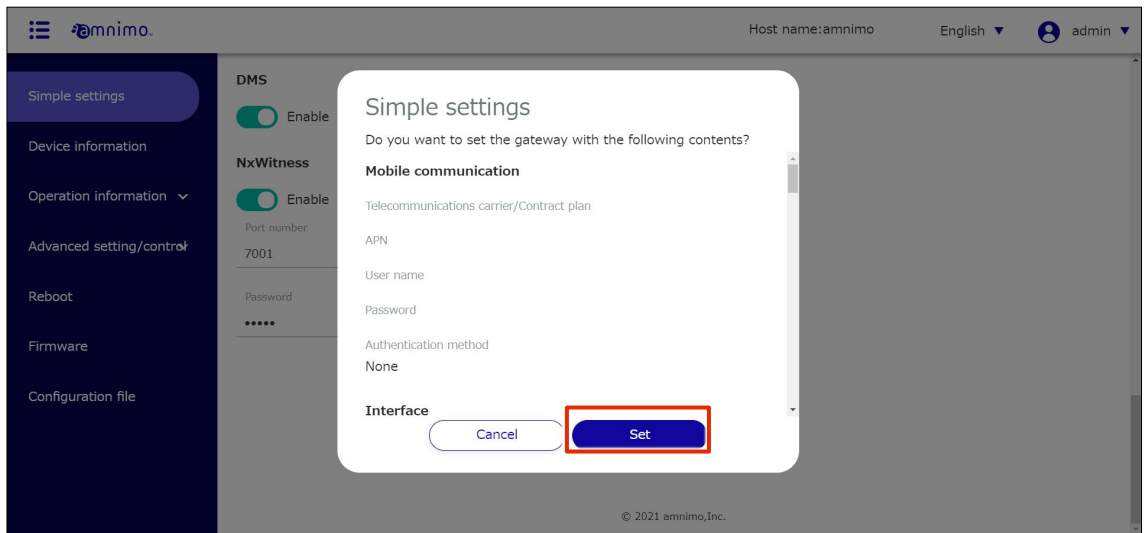 amnimo.
Host name:amnimo
English ▼
admin ▼
Simple settings
Device information
Operation information
Advanced setting/control
Reboot
Firmware
Configuration file
DMS
Enable
NxWitness
Enable
Port number
7001
Password
•••••
Simple settings
Do you want to set the gateway with the following contents?
Mobile communication
Telecommunications carrier/Contract plan
APN
User name
Password
Authentication method
None
Interface
Cancel
Set
© 2021 amnimo,Inc.